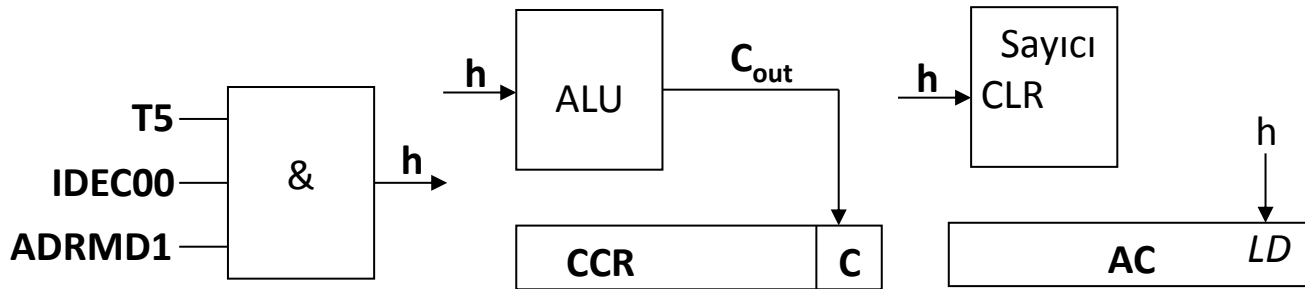 T5
IDEC00
ADRMD1
&
h
h
ALU
Cout
CCR
C
h
Sayıcı
CLR
h
AC
LD